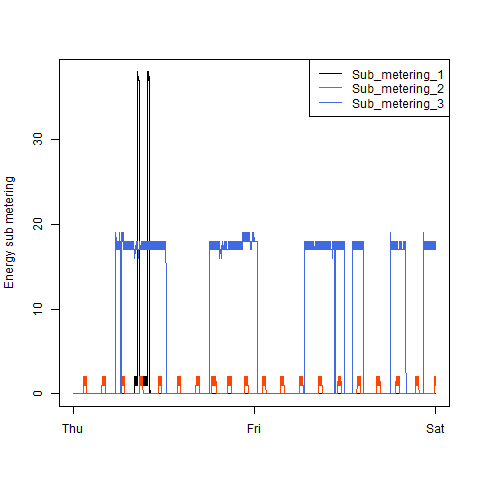 Sub_metering_1
Sub_metering_2
Sub_metering_3
Energy sub metering
30
20
10
0
Thu
Fri
Sat